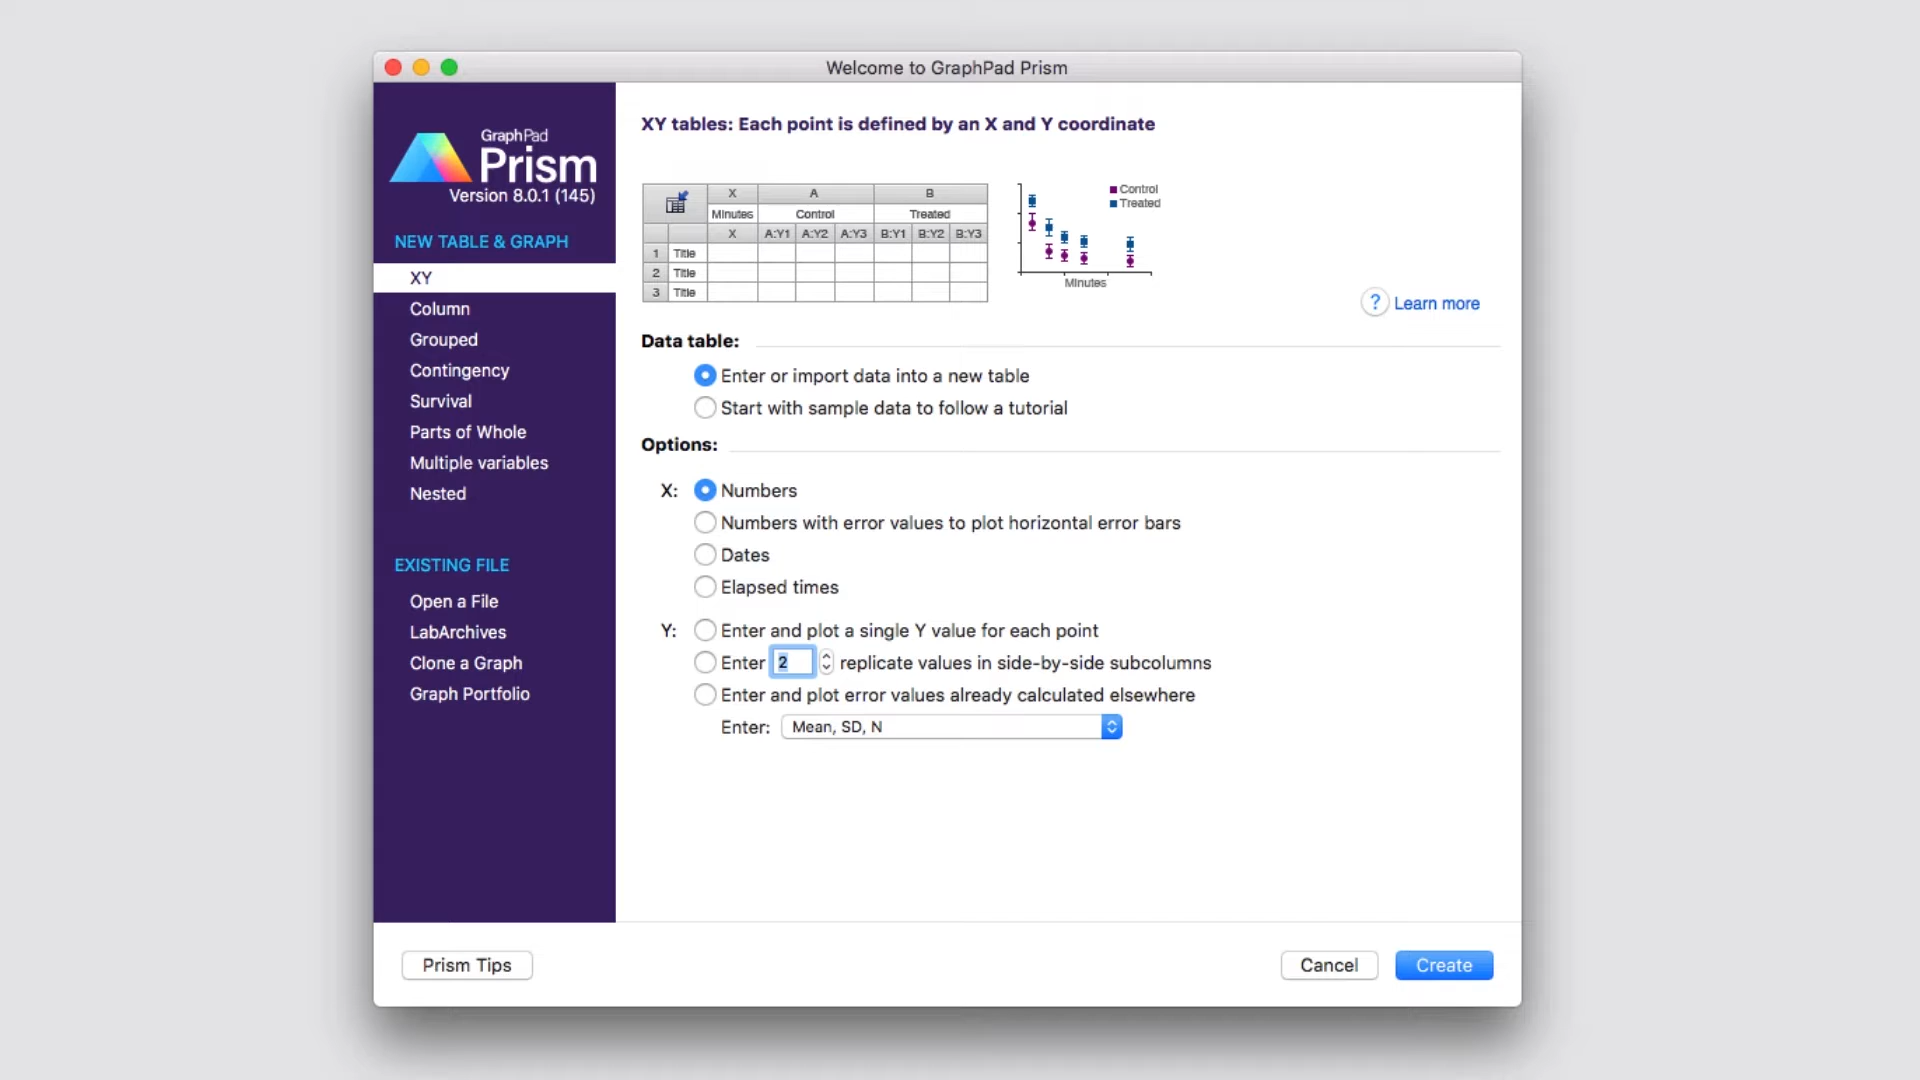 Welcome to GraphPad Prism
GraphPad
Prism
Version 8.0.1 (145)
NEW TABLE & GRAPH
XY
Column
Grouped
Contingency
Survival
Parts of Whole
Multiple variables
Nested
EXISTING FILE
Open a File
LabArchives
Clone a Graph
Graph Portfolio
XY tables: Each point is defined by an X and Y coordinate
X A B
Minutes Control Treated
X A:Y1 A:Y2 A:Y3 B:Y1 B:Y2 B:Y3
1 Title
2 Title
3 Title
Control
Treated
Minutes
? Learn more
Data table:
Enter or import data into a new table
Start with sample data to follow a tutorial
Options:
X: Numbers
Numbers with error values to plot horizontal error bars
Dates
Elapsed times
Y: Enter and plot a single Y value for each point
Enter 2 replicate values in side-by-side subcolumns
Enter and plot error values already calculated elsewhere
Enter: Mean, SD, N
Prism Tips Cancel Create